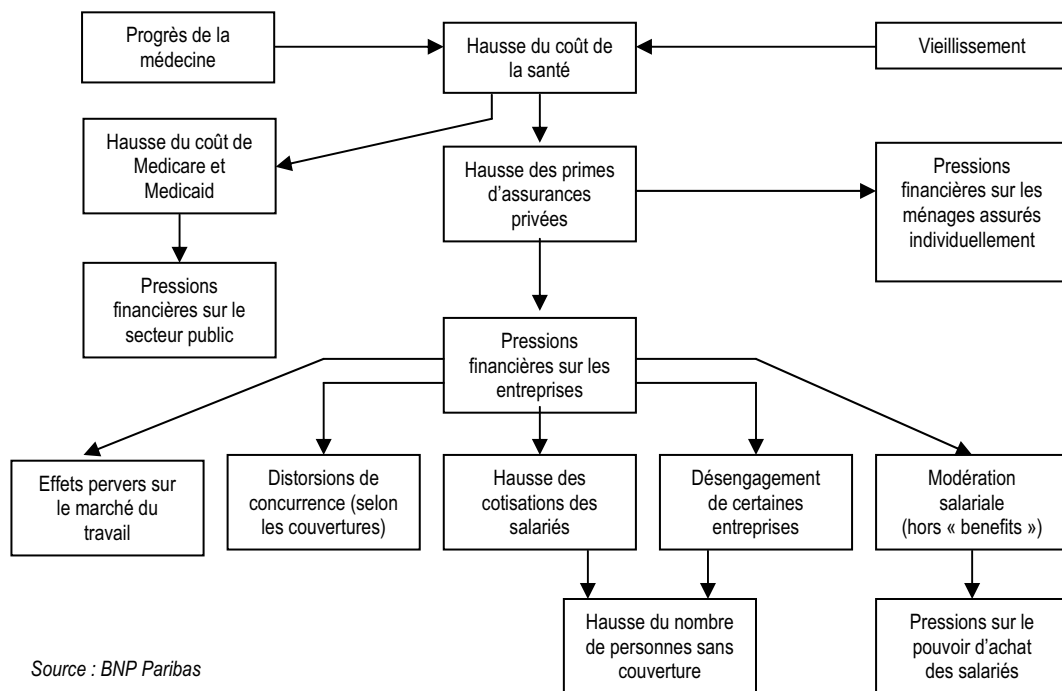 Progrès de la
médecine
Hausse du coût de
la santé
Vieillissement
Hausse du coût de
Medicare et
Medicaid
Hausse des primes
d’assurances
privées
Pressions
financières sur les
ménages assurés
individuellement
Pressions
financières sur le
secteur public
Pressions
financières sur les
entreprises
Effets pervers sur
le marché du
travail
Distorsions de
concurrence (selon
les couvertures)
Hausse des
cotisations des
salariés
Désengagement
de certaines
entreprises
Modération
salariale
(hors « benefits »)
Hausse du nombre
de personnes sans
couverture
Pressions sur le
pouvoir d’achat
des salariés
Source : BNP Paribas